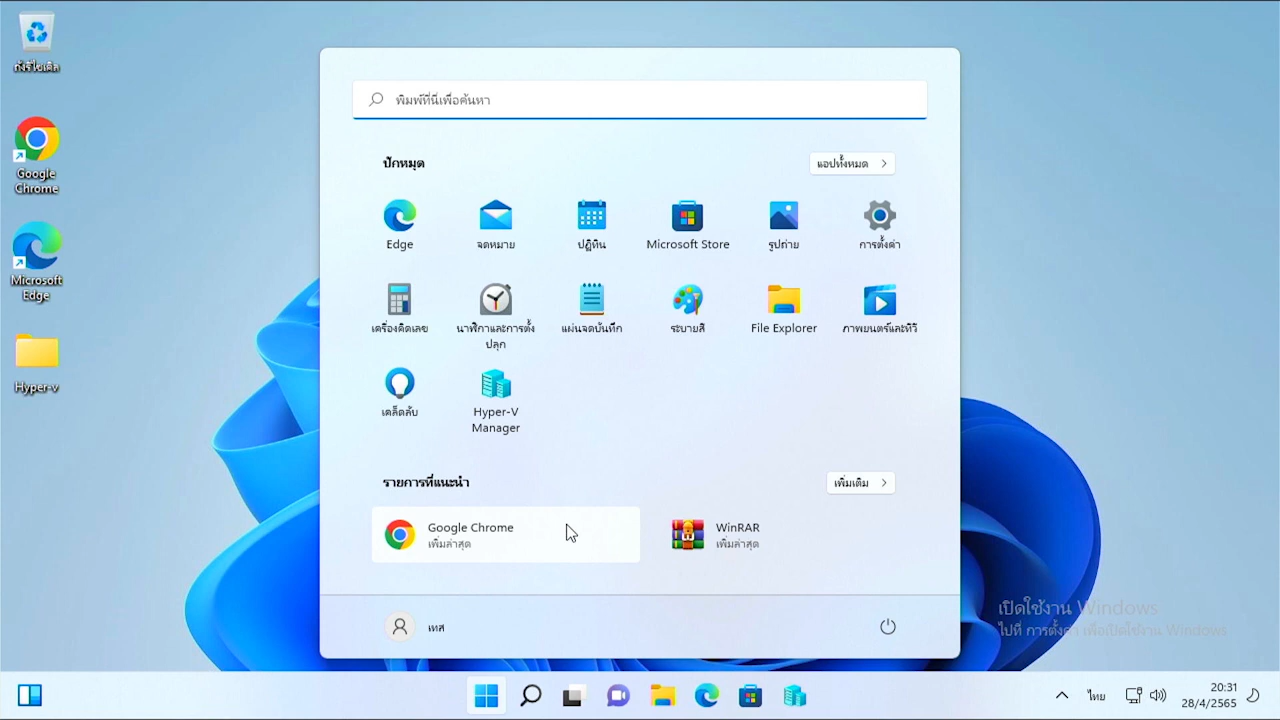 ถังรีไซเคิล
Google
Chrome
Microsoft
Edge
Hyper-v
พิมพ์ที่นี่เพื่อค้นหา
ปักหมุด
แอปทั้งหมด
Edge
จดหมาย
ปฏิทิน
Microsoft Store
รูปถ่าย
การตั้งค่า
เครื่องคิดเลข
นาฬิกาและการตั้ง
ปลุก
แผ่นจดบันทึก
ระบายสี
File Explorer
ภาพยนตร์และทีวี
เคล็ดลับ
Hyper-V
Manager
รายการที่แนะนำ
เพิ่มเติม
Google Chrome
เพิ่มล่าสุด
WinRAR
เพิ่มล่าสุด
เทส
เปิดใช้งาน Windows
ไปที่ การตั้งค่า เพื่อเปิดใช้งาน Windows
ไทย
20:31
28/4/2565